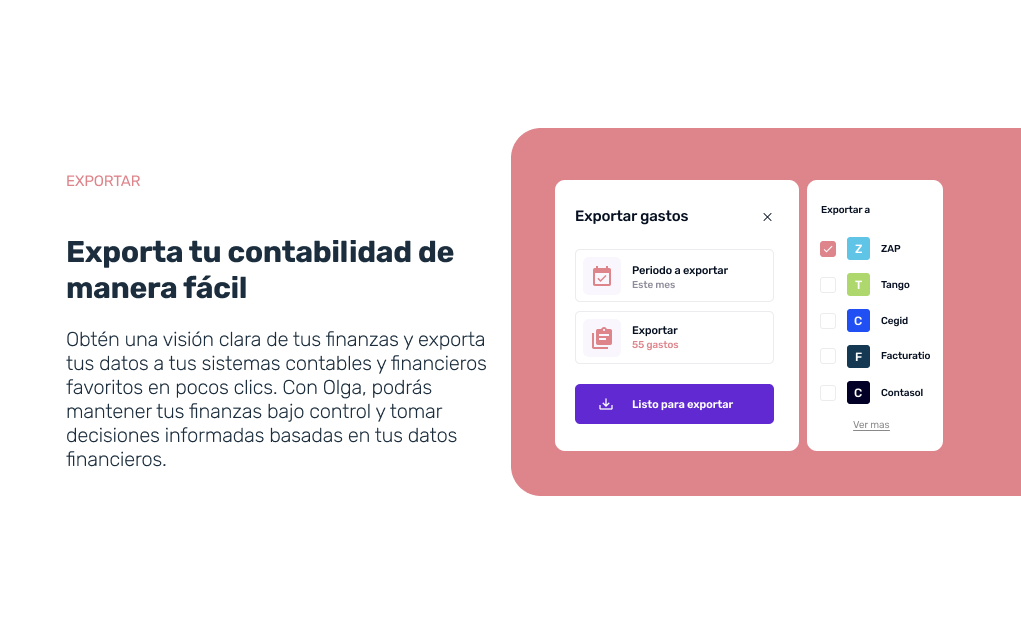 EXPORTAR
Exporta tu contabilidad de
manera fácil
Obtén una visión clara de tus finanzas y exporta
tus datos a tus sistemas contables y financieros
favoritos en pocos clics. Con Olga, podrás
mantener tus finanzas bajo control y tomar
decisiones informadas basadas en tus datos
financieros.
Exportar gastos
Periodo a exportar
Este mes
Exportar
55 gastos
Listo para exportar
Exportar a
Z ZAP
T Tango
C Cegid
F Facturatio
C Contasol
Ver mas